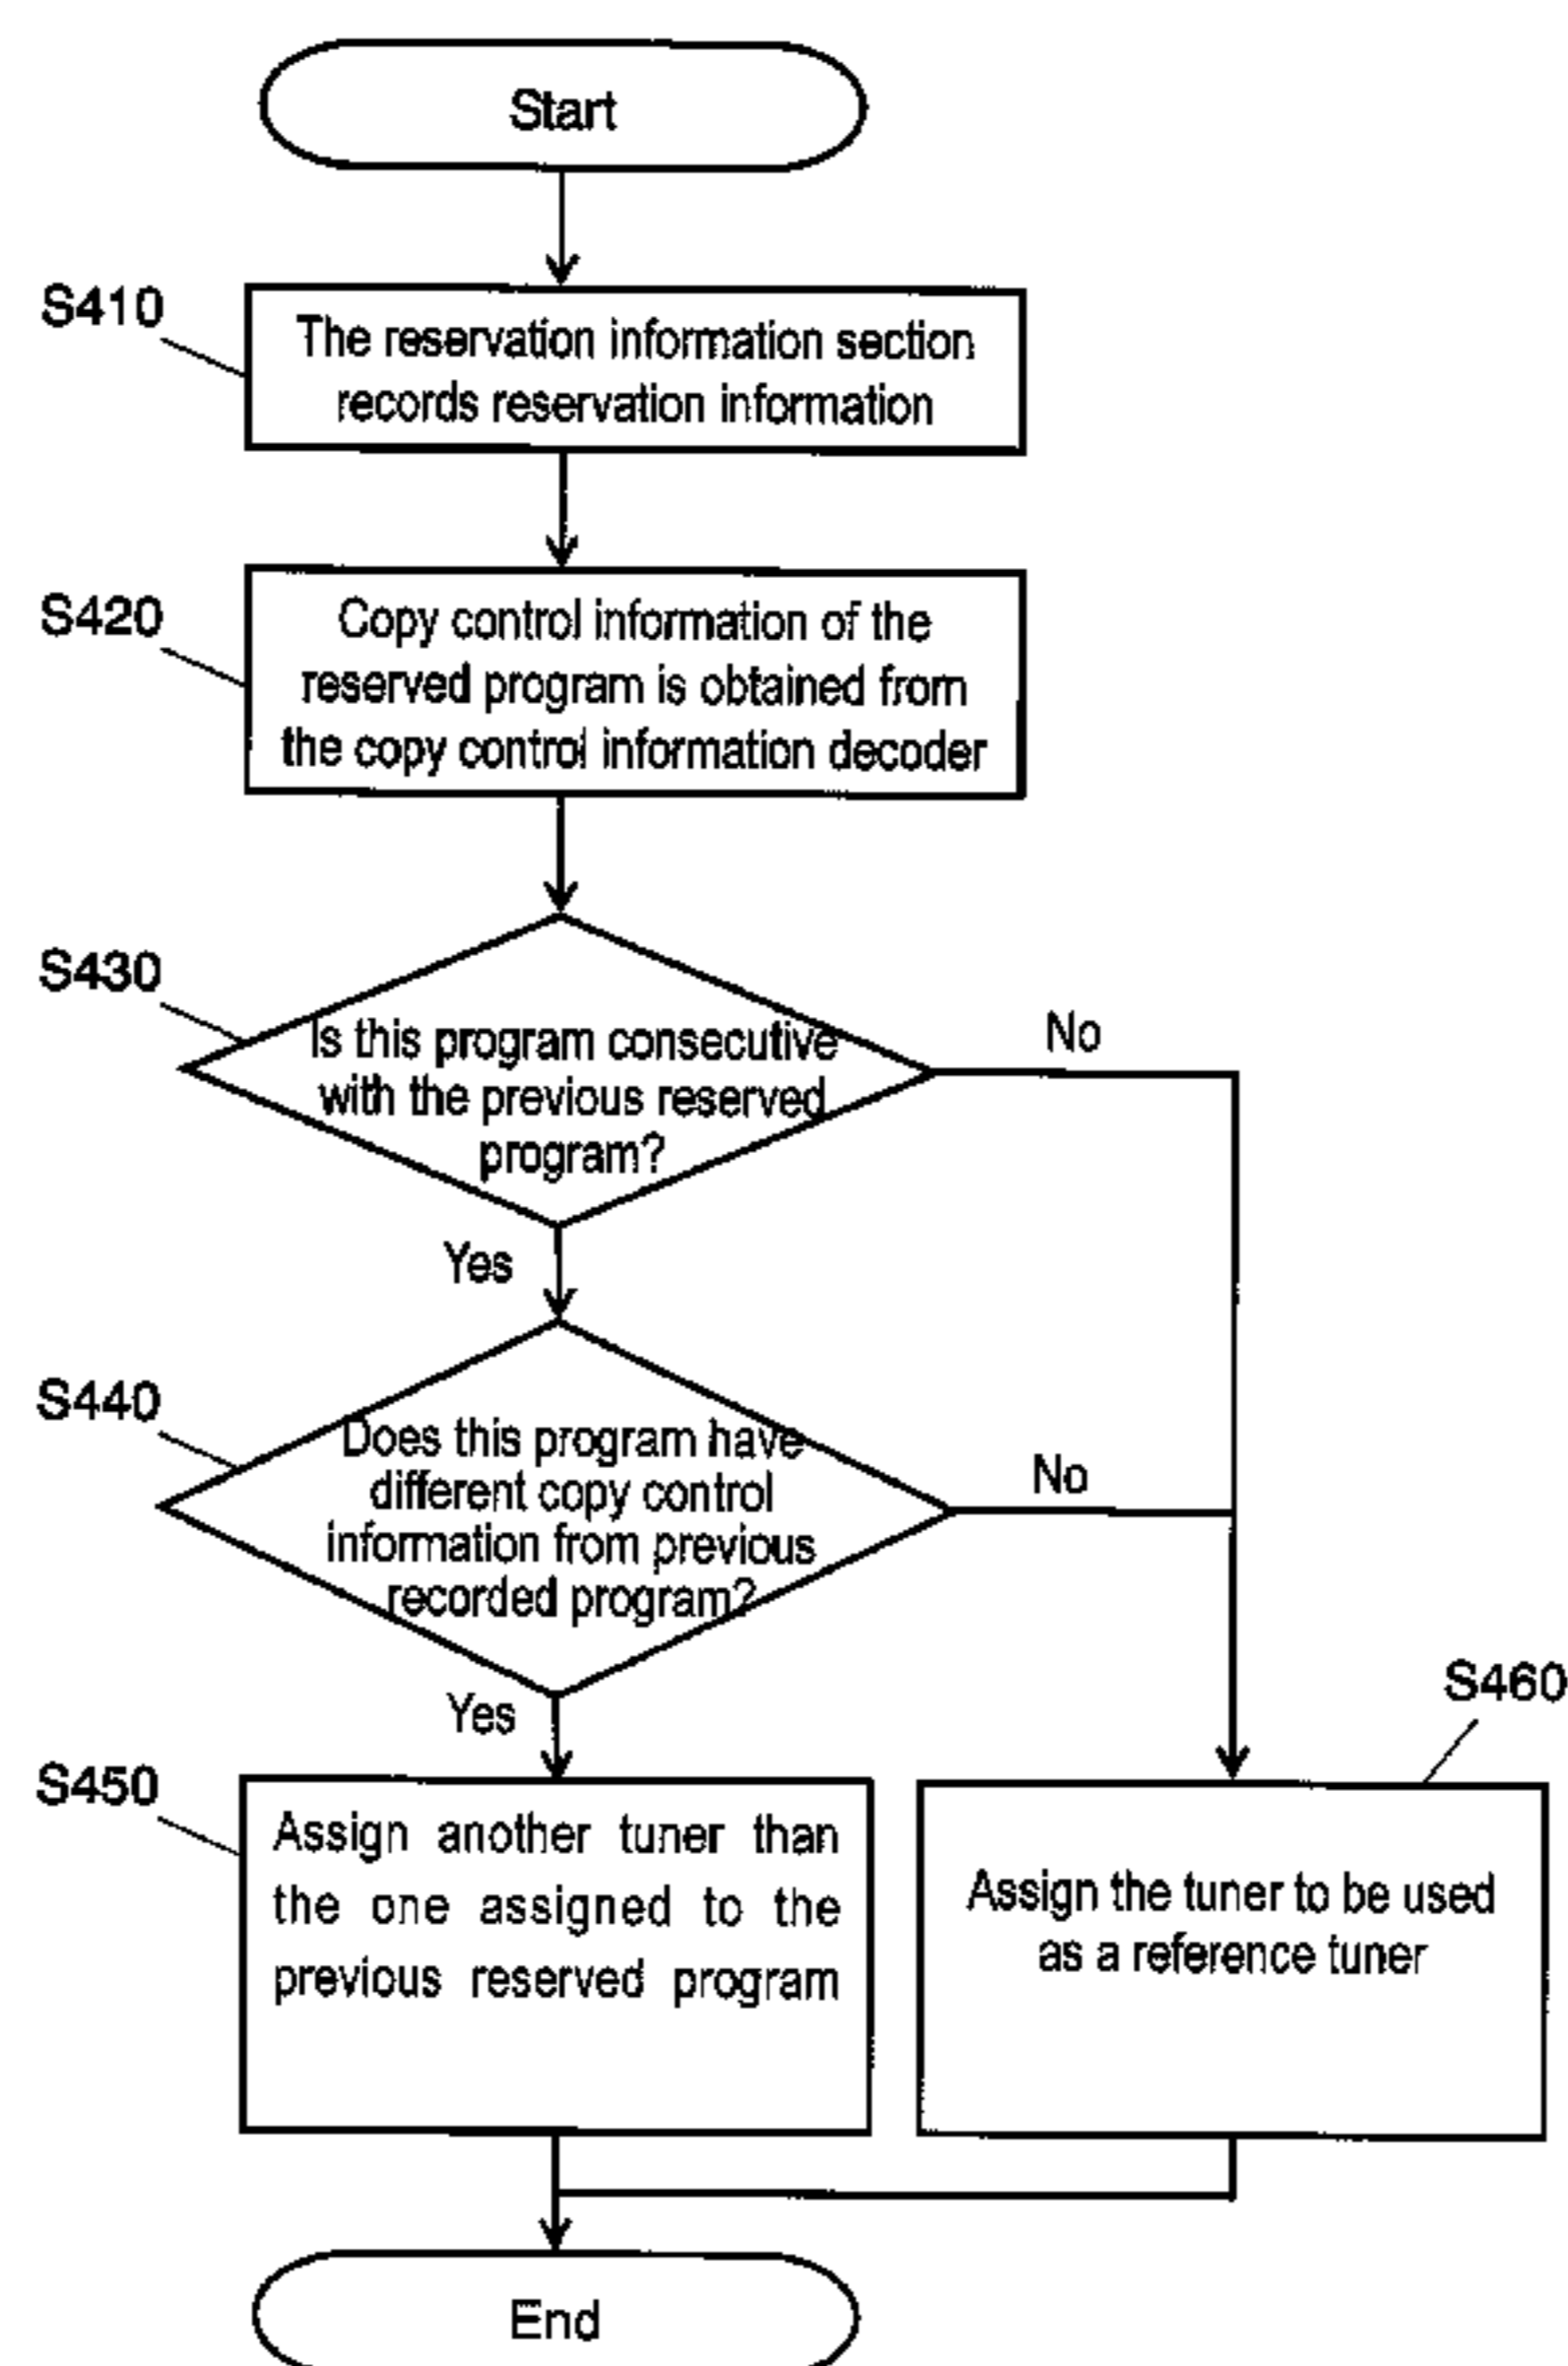 Start
S410
The reservation information section
records reservation information
S420
Copy control information of the
reserved program is obtained from
the copy control information decoder
S430
Is this program consecutive
with the previous reserved
program?
No
Yes
S440
Does this program have
different copy control
information from previous
recorded program?
No
Yes
S450
Assign another tuner than
the one assigned to the
previous reserved program
S460
Assign the tuner to be used
as a reference tuner
End